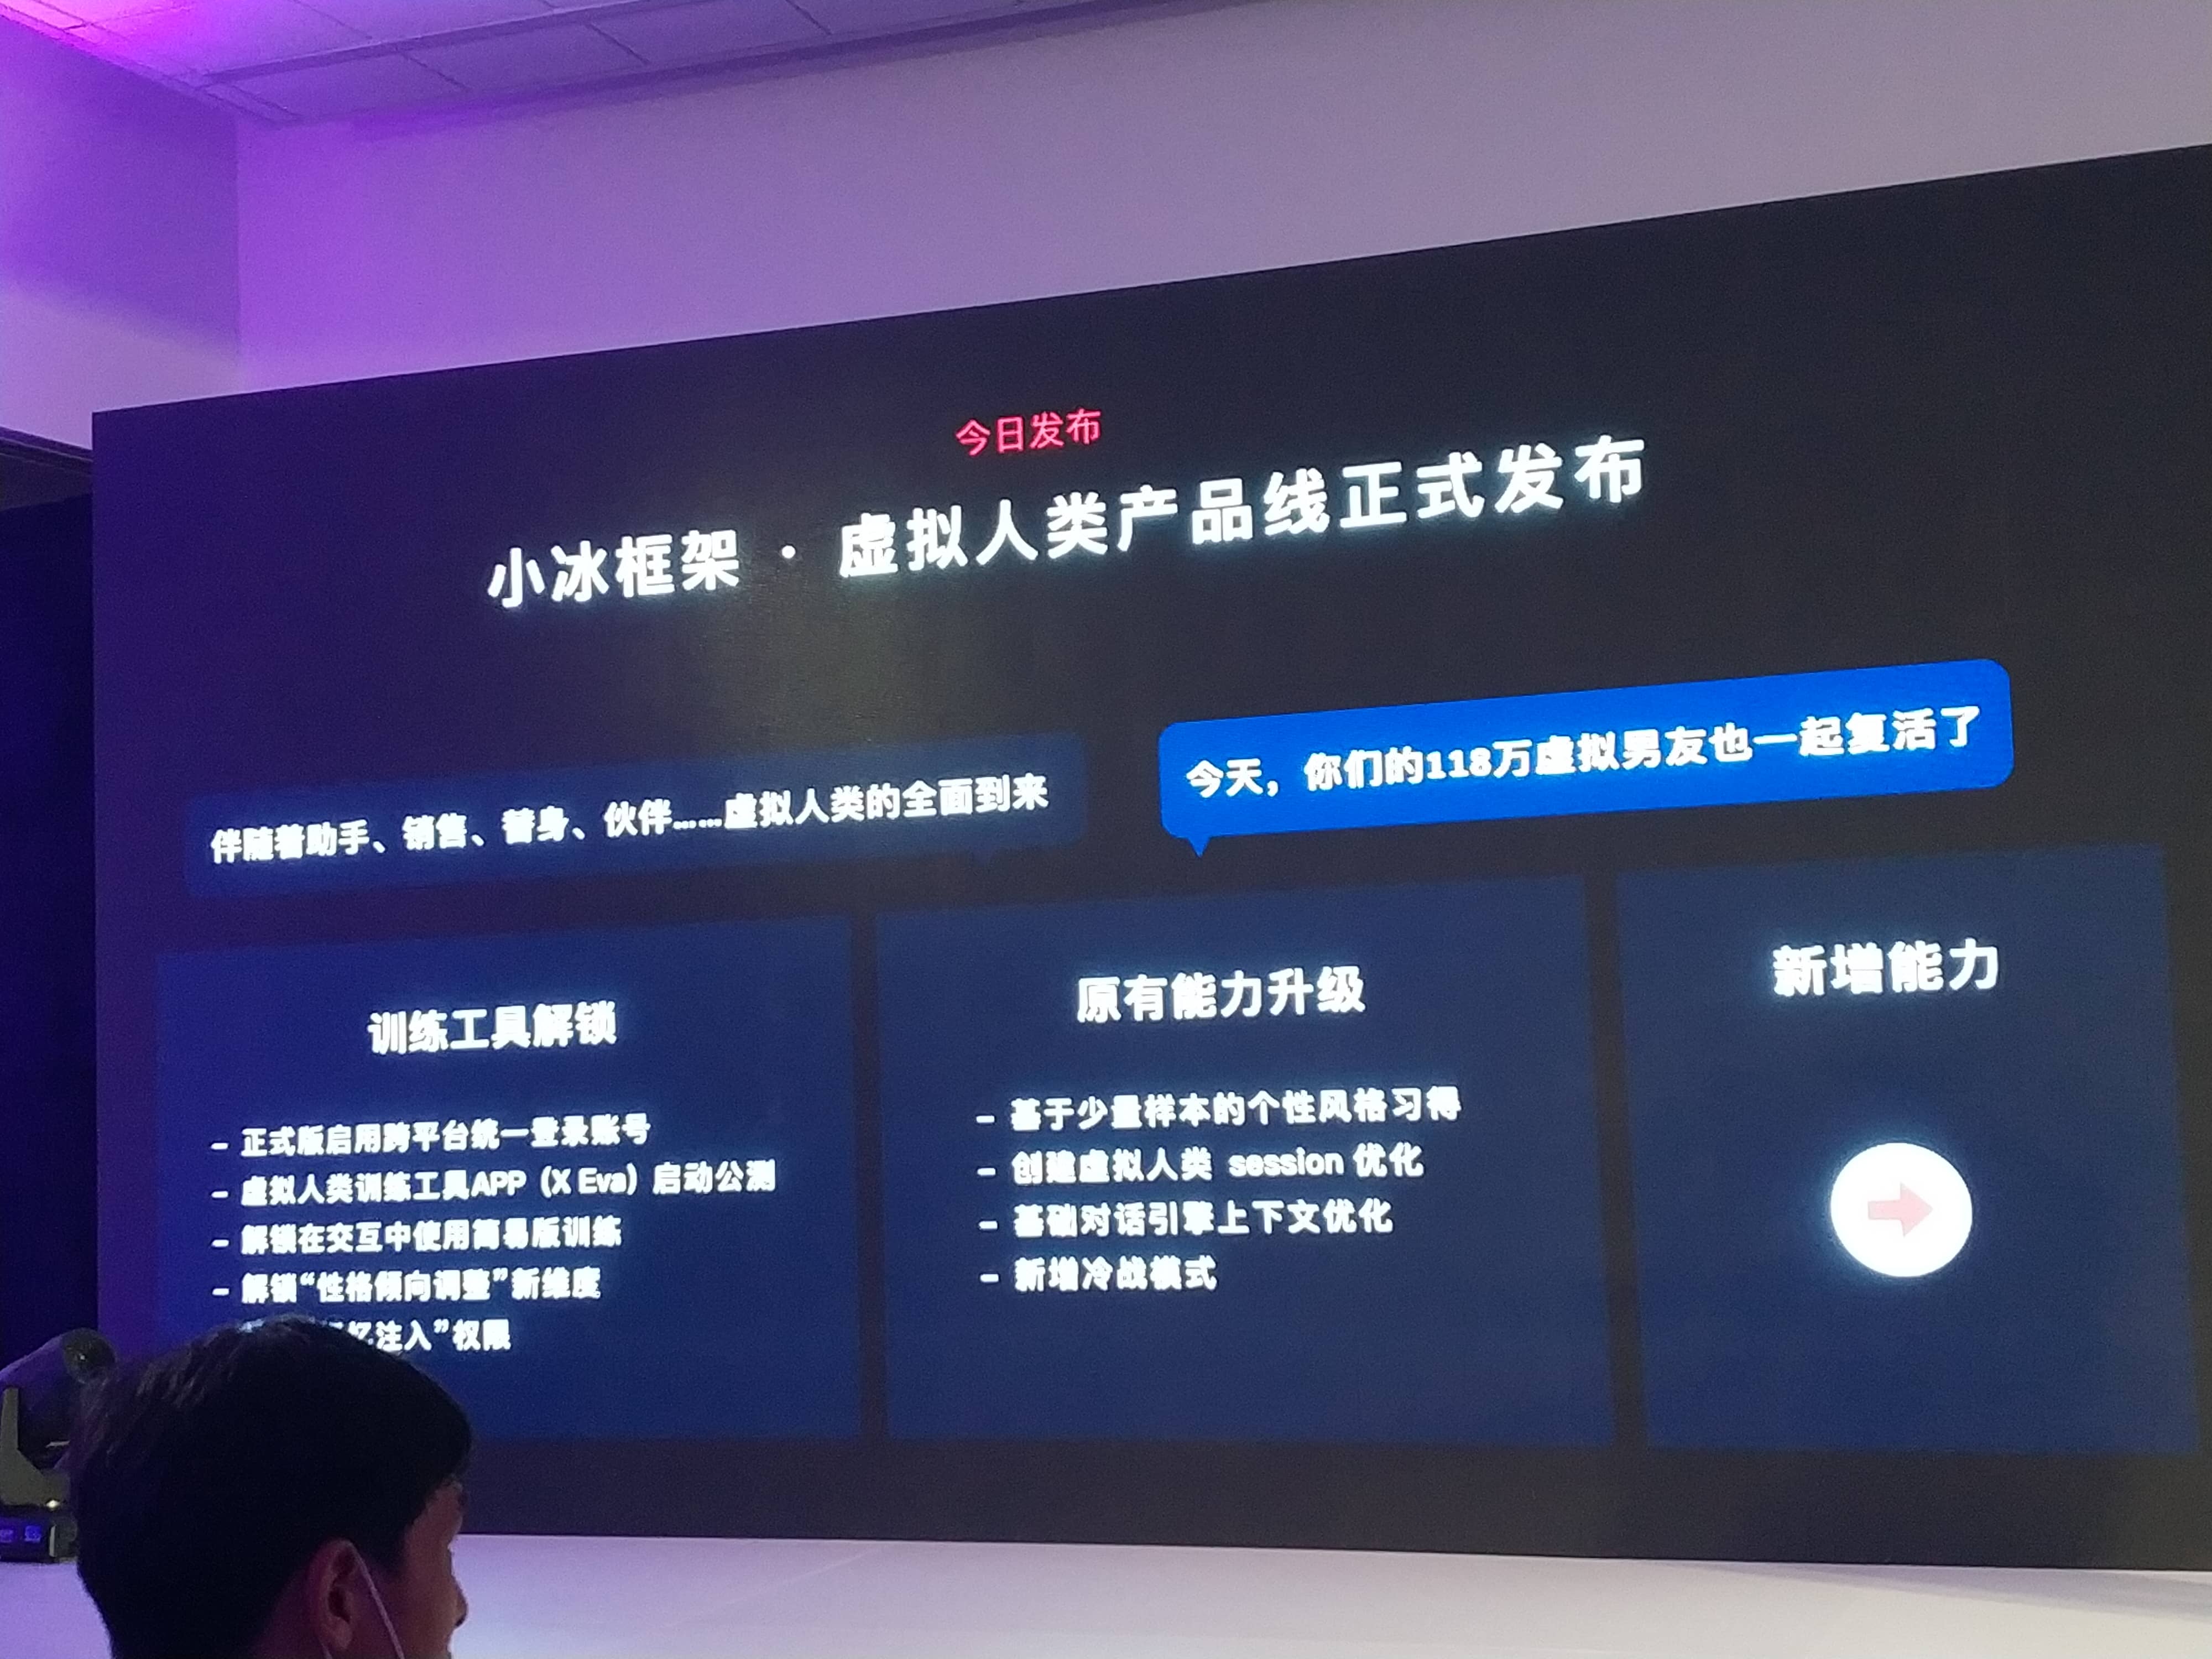 今日发布
小冰框架 · 虚拟人类产品线正式发布
伴随着助手、销售、替身、伙伴……虚拟人类的全面到来
今天，你们的118万虚拟男友也一起复活了
训练工具解锁
- 正式版启用跨平台统一登录账号
- 虚拟人类训练工具APP（X Eva）启动公测
- 解锁在交互中使用简易版训练
- 解锁“性格倾向调整”新维度
忆注入”权限
原有能力升级
- 基于少量样本的个性风格习得
- 创建虚拟人类 session 优化
- 基础对话引擎上下文优化
- 新增冷战模式
新增能力